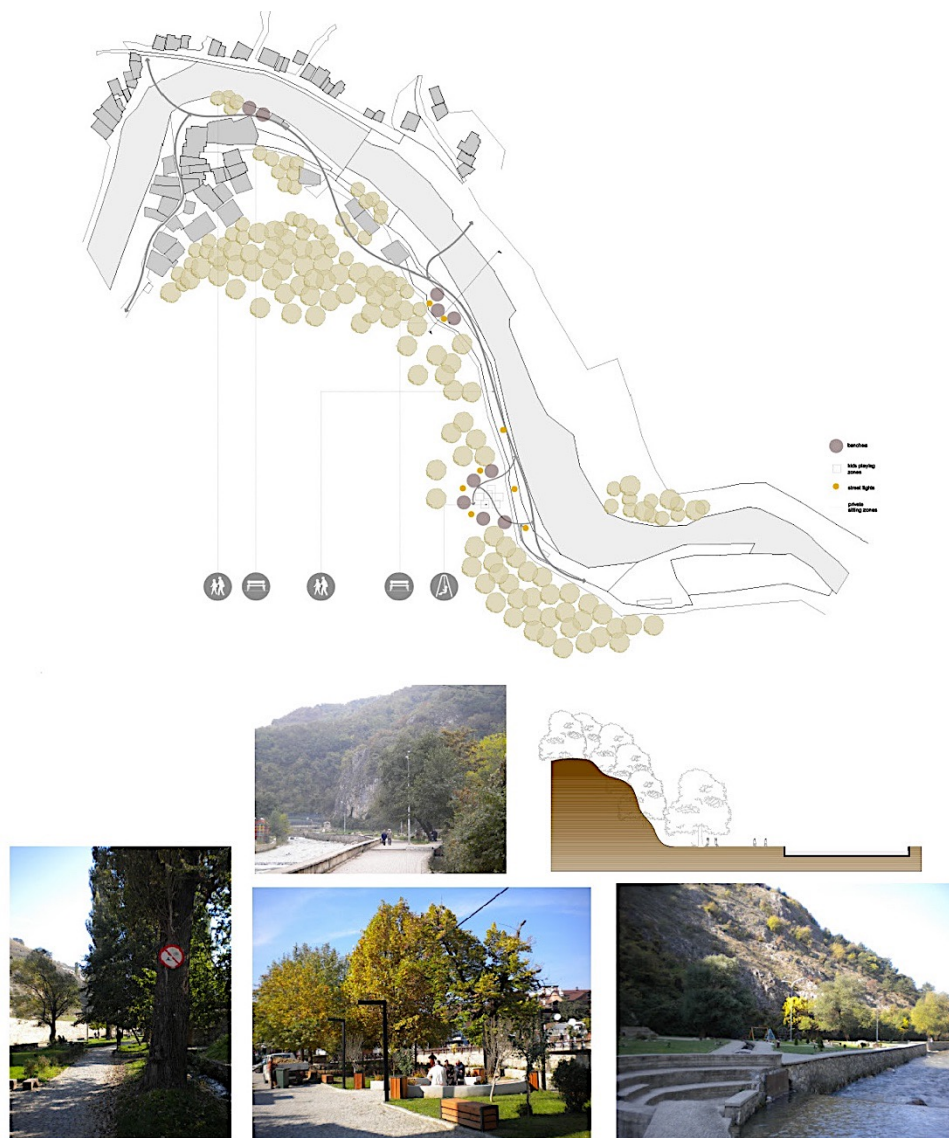 benches
kids playing
zones
street lights
private
sitting zones